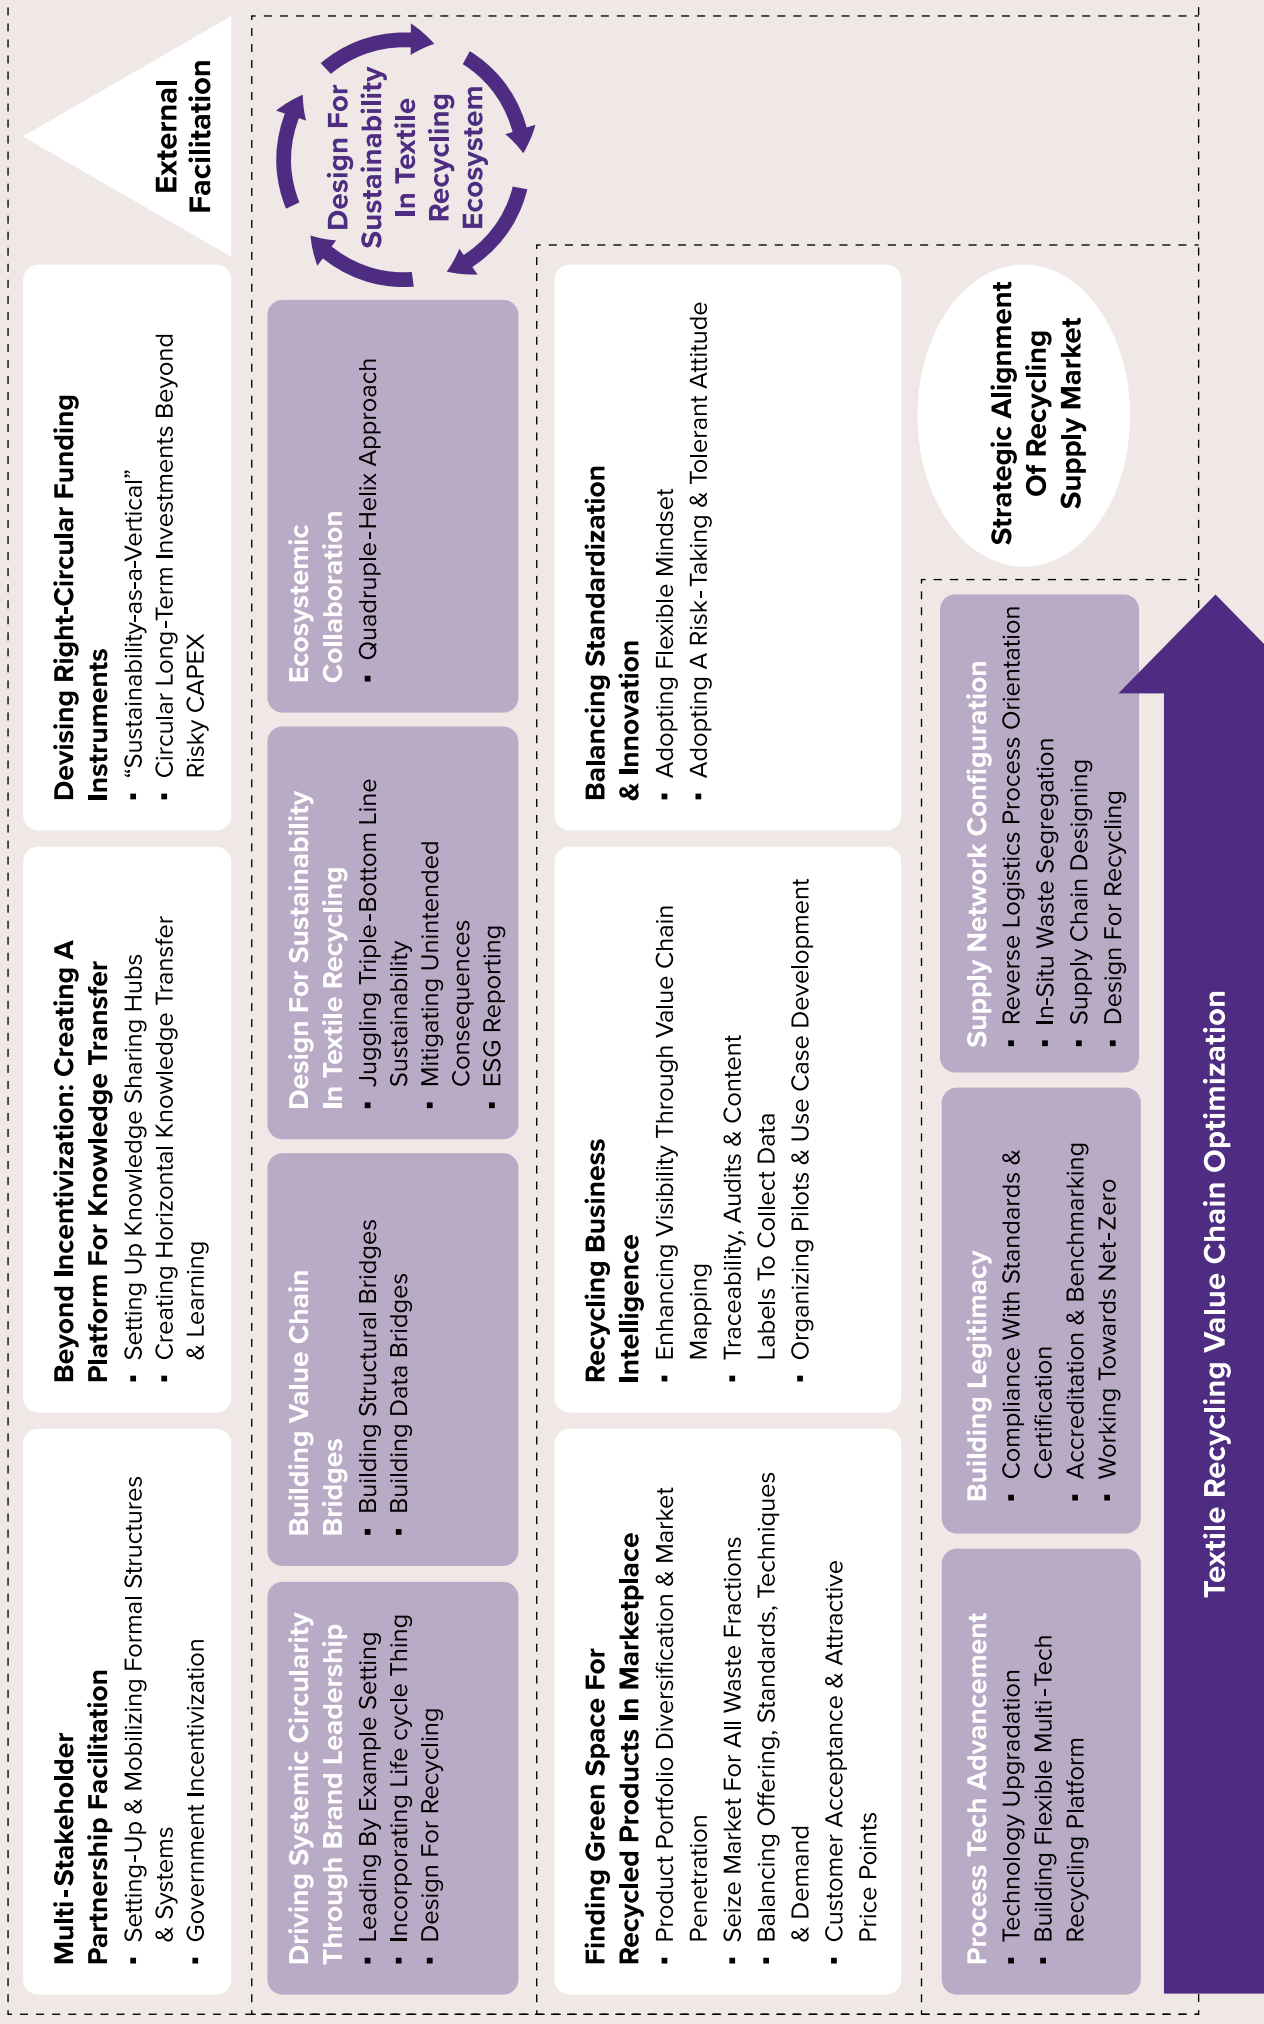 Multi-Stakeholder
Partnership Facilitation
▪ Setting-Up & Mobilizing Formal Structures
& Systems
▪ Government Incentivization
Beyond Incentivization: Creating A
Platform For Knowledge Transfer
▪ Setting Up Knowledge Sharing Hubs
▪ Creating Horizontal Knowledge Transfer
& Learning
Devising Right-Circular Funding
Instruments
▪ “Sustainability-as-a-Vertical”
▪ Circular Long-Term Investments Beyond
Risky CAPEX
External
Facilitation
Driving Systemic Circularity
Through Brand Leadership
▪ Leading By Example Setting
▪ Incorporating Life cycle Thing
▪ Design For Recycling
Building Value Chain
Bridges
▪ Building Structural Bridges
▪ Building Data Bridges
Design For Sustainability
In Textile Recycling
▪ Juggling Triple-Bottom Line
Sustainability
▪ Mitigating Unintended
Consequences
▪ ESG Reporting
Ecosystemic
Collaboration
▪ Quadruple-Helix Approach
Design For
Sustainability
In Textile
Recycling
Ecosystem
Finding Green Space For
Recycled Products In Marketplace
▪ Product Portfolio Diversification & Market
Penetration
▪ Seize Market For All Waste Fractions
▪ Balancing Offering, Standards, Techniques
& Demand
▪ Customer Acceptance & Attractive
Price Points
Recycling Business
Intelligence
▪ Enhancing Visibility Through Value Chain
Mapping
▪ Traceability, Audits & Content
Labels To Collect Data
▪ Organizing Pilots & Use Case Development
Balancing Standardization
& Innovation
▪ Adopting Flexible Mindset
▪ Adopting A Risk- Taking & Tolerant Attitude
Process Tech Advancement
▪ Technology Upgradation
▪ Building Flexible Multi-Tech
Recycling Platform
Building Legitimacy
▪ Compliance With Standards &
Certification
▪ Accreditation & Benchmarking
▪ Working Towards Net-Zero
Supply Network Configuration
▪ Reverse Logistics Process Orientation
▪ In-Situ Waste Segregation
▪ Supply Chain Designing
▪ Design For Recycling
Strategic Alignment
Of Recycling
Supply Market
Textile Recycling Value Chain Optimization